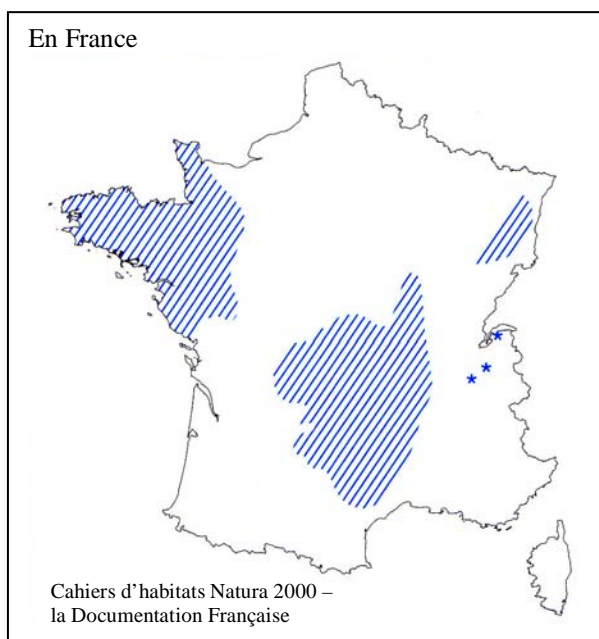 En France
Cahiers d’habitats Natura 2000 –
la Documentation Française